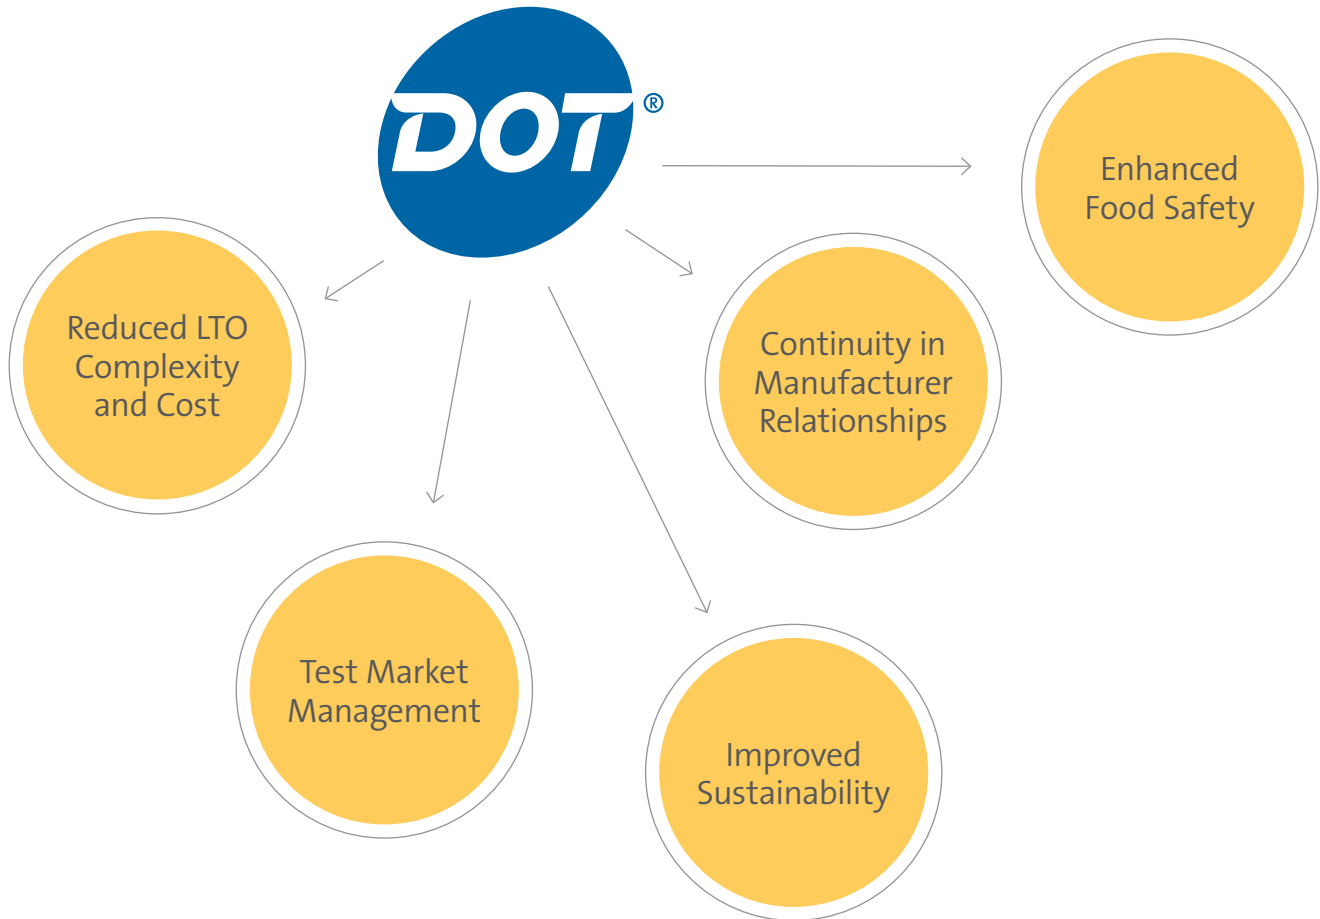 DOT®
Enhanced
Food Safety
Reduced LTO
Complexity
and Cost
Continuity in
Manufacturer
Relationships
Test Market
Management
Improved
Sustainability